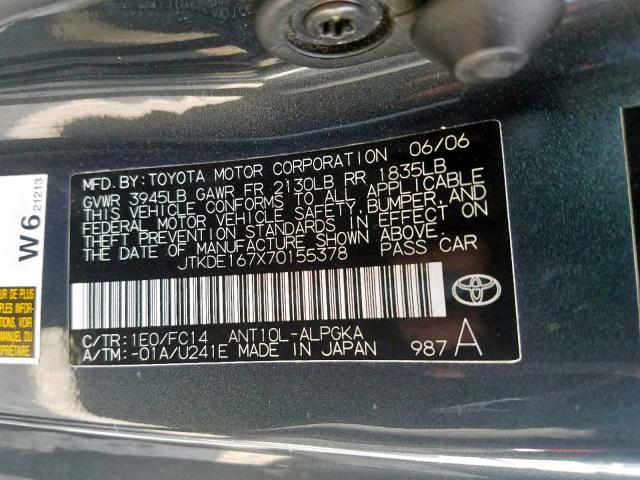 MFD. BY: TOYOTA MOTOR CORPORATION 06/06
GVWR 3945LB GAWR FR 2130LB RR 1835LB
THIS VEHICLE CONFORMS TO ALL APPLICABLE
FEDERAL MOTOR VEHICLE SAFETY, BUMPER, AND
THEFT PREVENTION STANDARDS IN EFFECT ON
THE DATE OF MANUFACTURE SHOWN ABOVE.
JTKDE167X70155378 PASS CAR
C/TR: 1E0/FC14 ANT10L-ALPGKA
A/TM: -01A/U241E MADE IN JAPAN 987 A
W6 21213